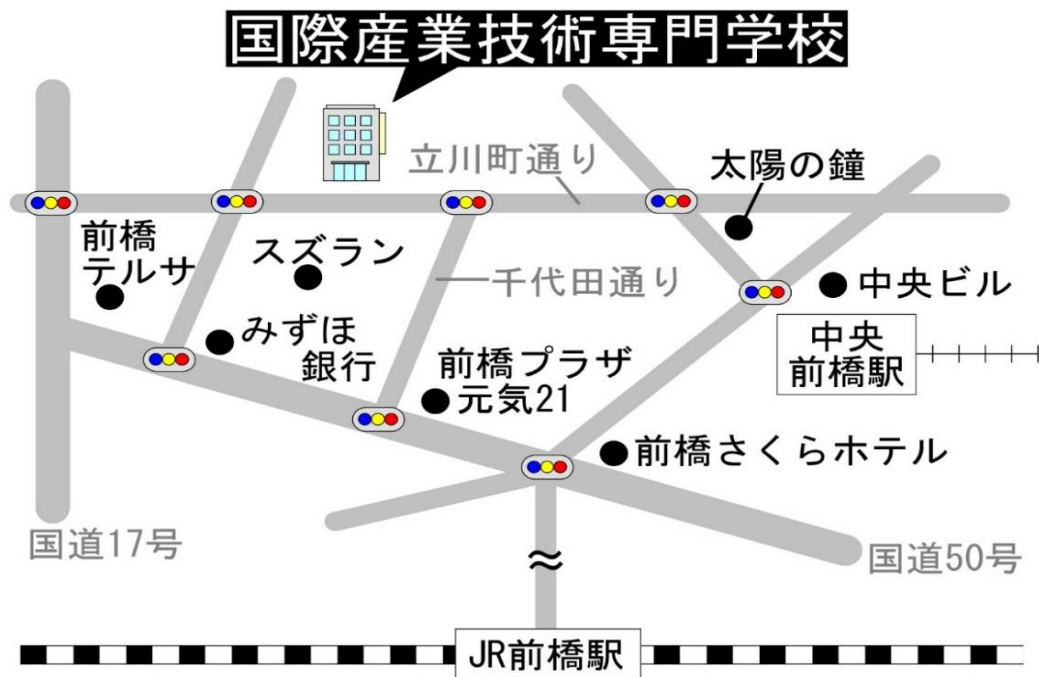 国際産業技術専門学校
立川町通り
太陽の鐘
前橋
テルサ
スズラン
千代田通り
中央ビル
みずほ
銀行
中央
前橋駅
前橋プラザ
元気21
前橋さくらホテル
国道17号
国道50号
JR前橋駅